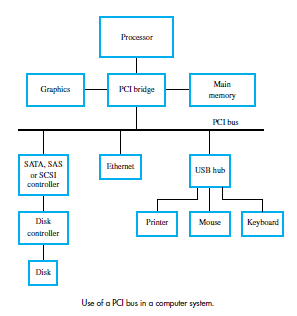 Processor
Graphics
PCI bridge
Main
memory
PCI bus
SATA, SAS
or SCSI
controller
Ethernet
USB hub
Disk
controller
Printer
Mouse
Keyboard
Disk
Use of a PCI bus in a computer system.